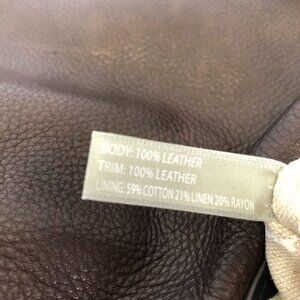 BODY: 100% LEATHER
TRIM: 100% LEATHER
LINING: 59% COTTON 21% LINEN 20% RAYON